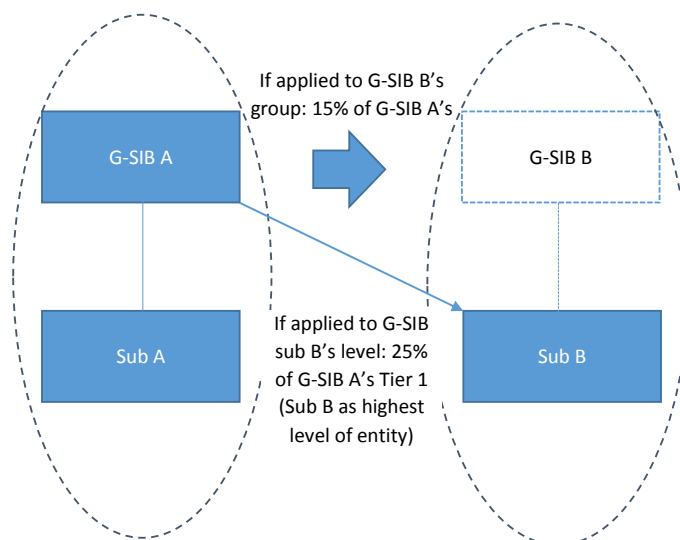 If applied to G-SIB B's
group: 15% of G-SIB A's
G-SIB A
G-SIB B
If applied to G-SIB
sub B's level: 25%
of G-SIB A's Tier 1
(Sub B as highest
level of entity)
Sub A
Sub B